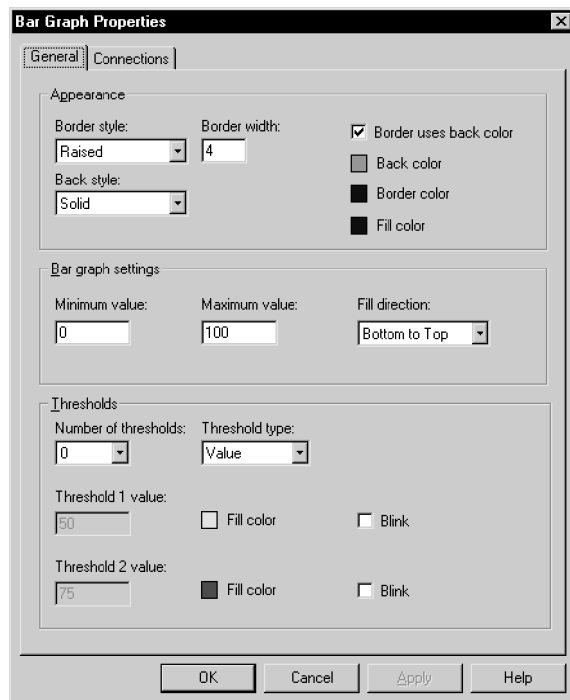 Bar Graph Properties
General Connections
Appearance
Border style: Border width:
Raised 4 Border uses back color
Back color
Back style:
Solid Border color
Fill color
Bar graph settings
Minimum value: Maximum value: Fill direction:
0 100 Bottom to Top
Thresholds
Number of thresholds: Threshold type:
0 Value
Threshold 1 value:
50 Fill color Blink
Threshold 2 value:
75 Fill color Blink
OK Cancel Apply Help